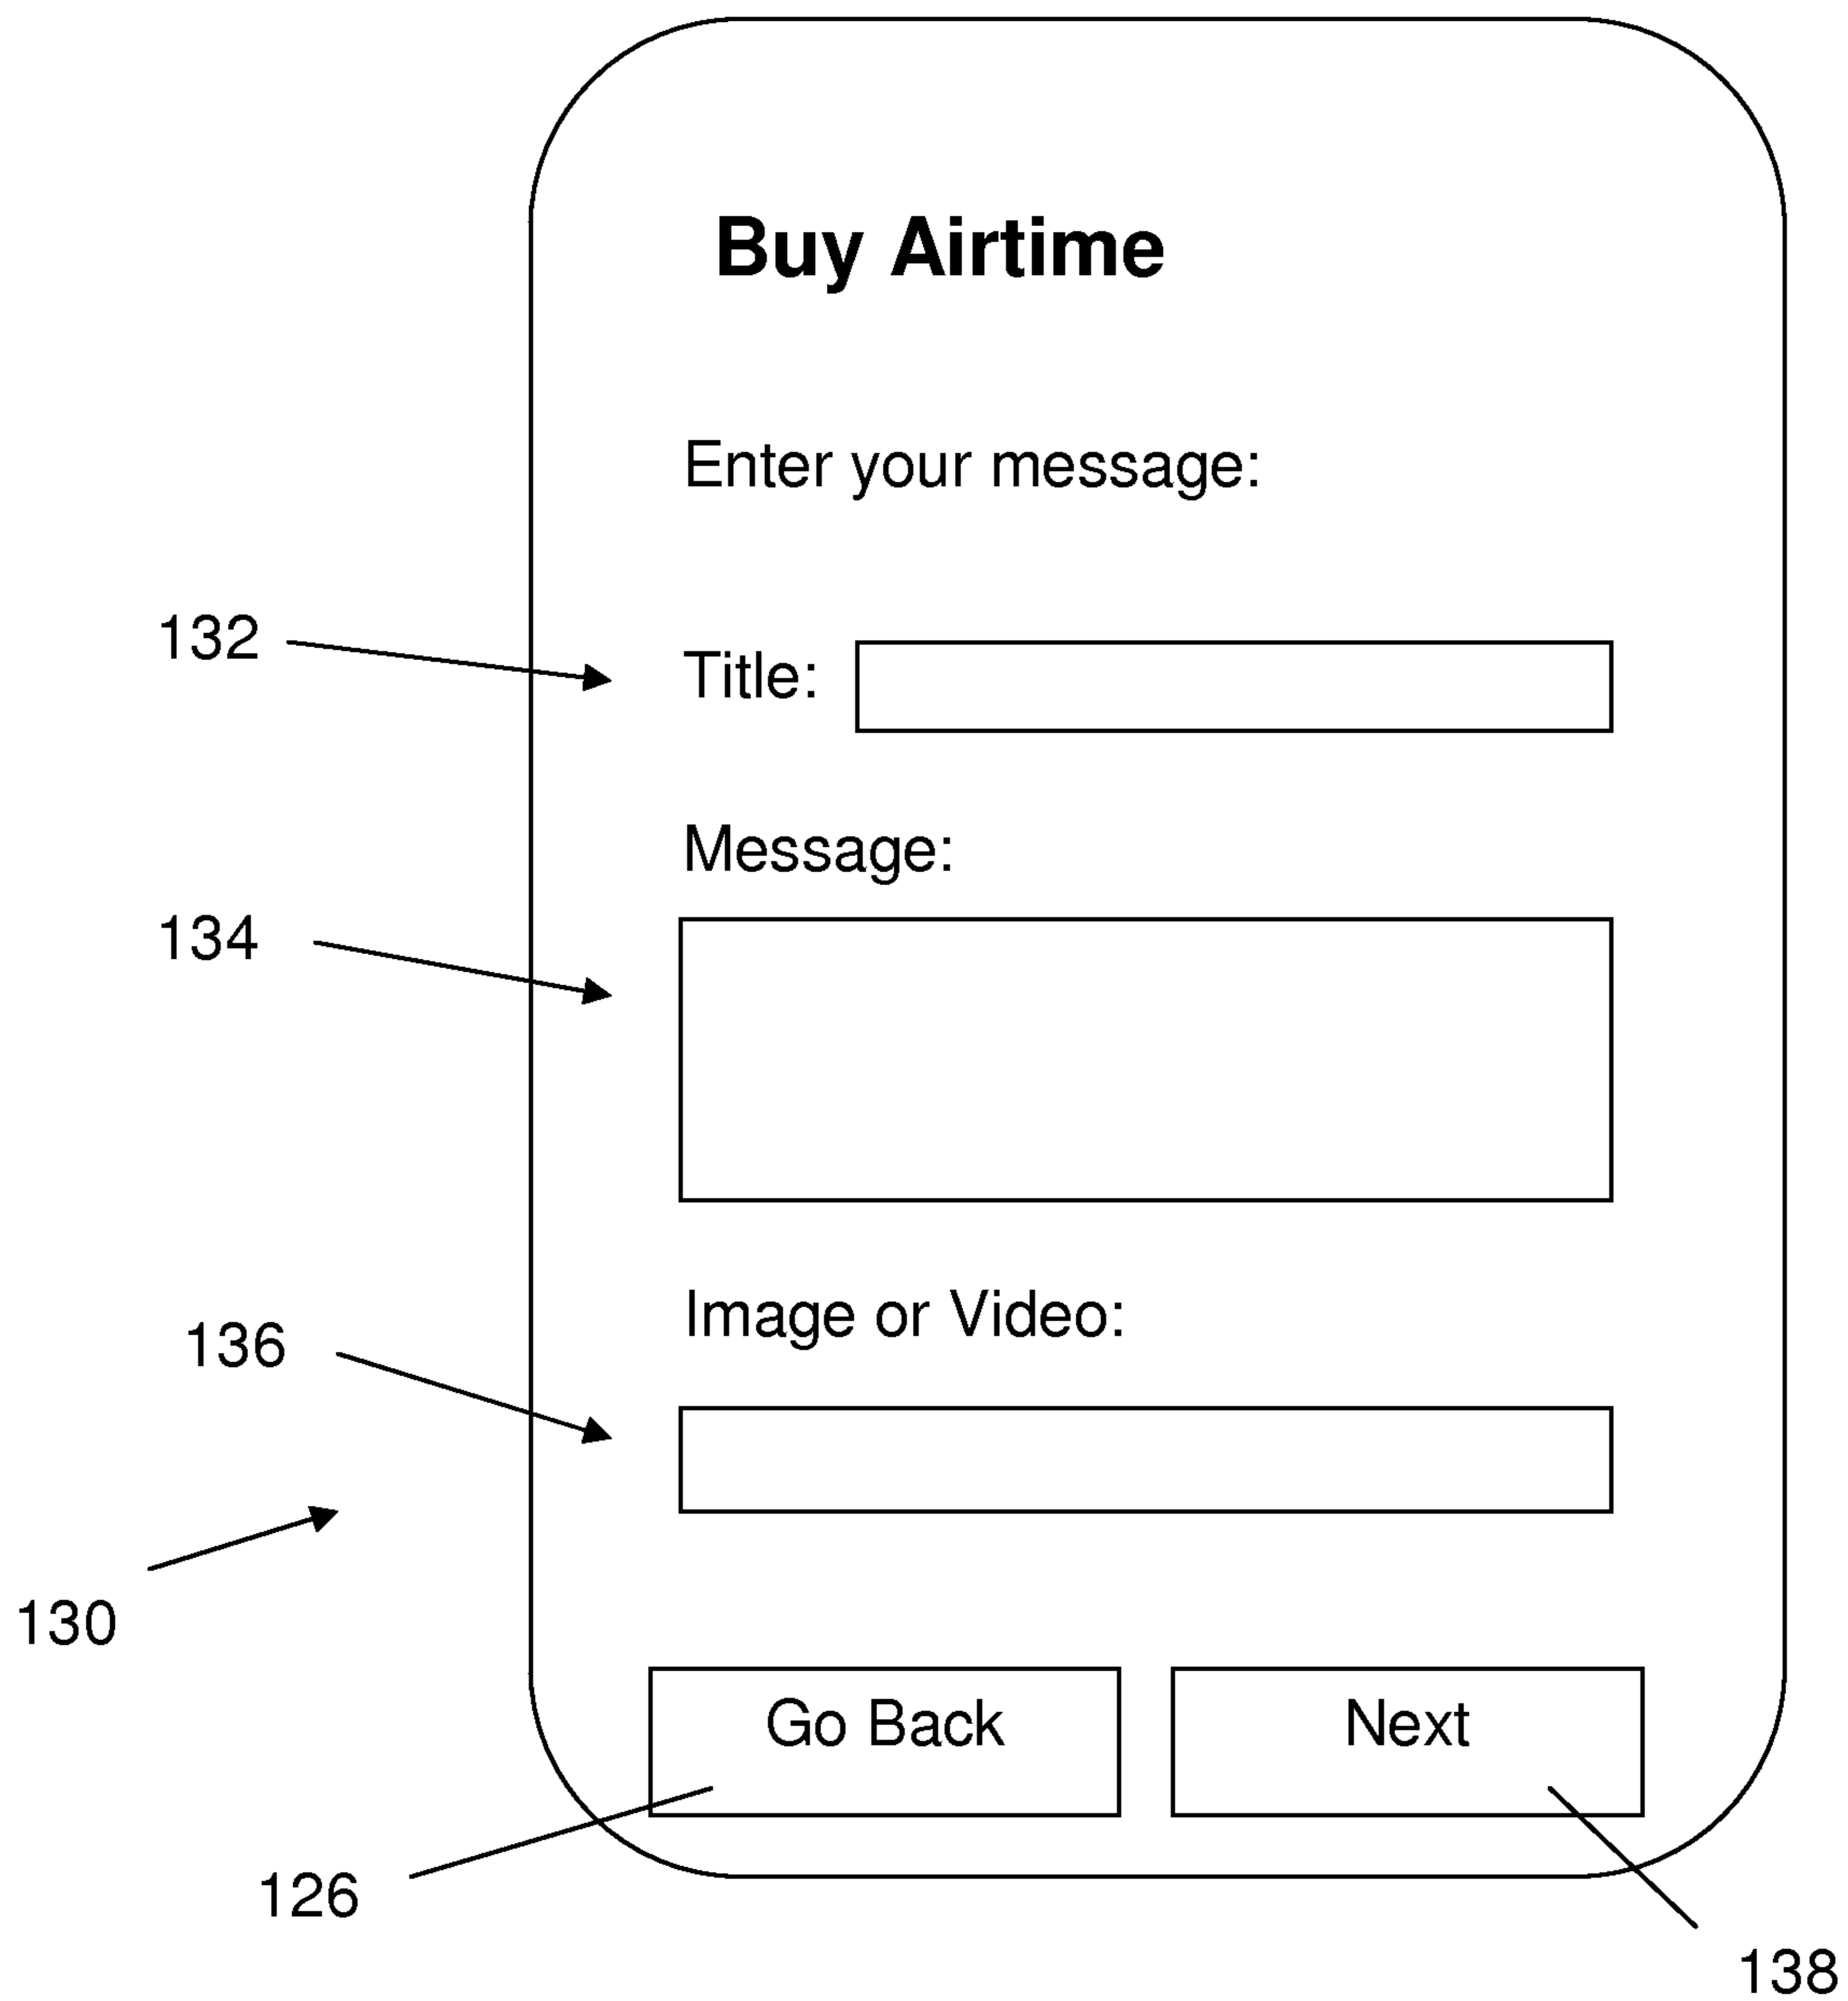 Buy Airtime
Enter your message:
132
Title:
Message:
134
Image or Video:
136
130
Go Back
Next
126
138